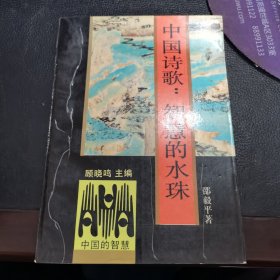 中国诗歌：智慧的水珠
邵毅平著
顾晓鸣 主编
中国的智慧
88991133